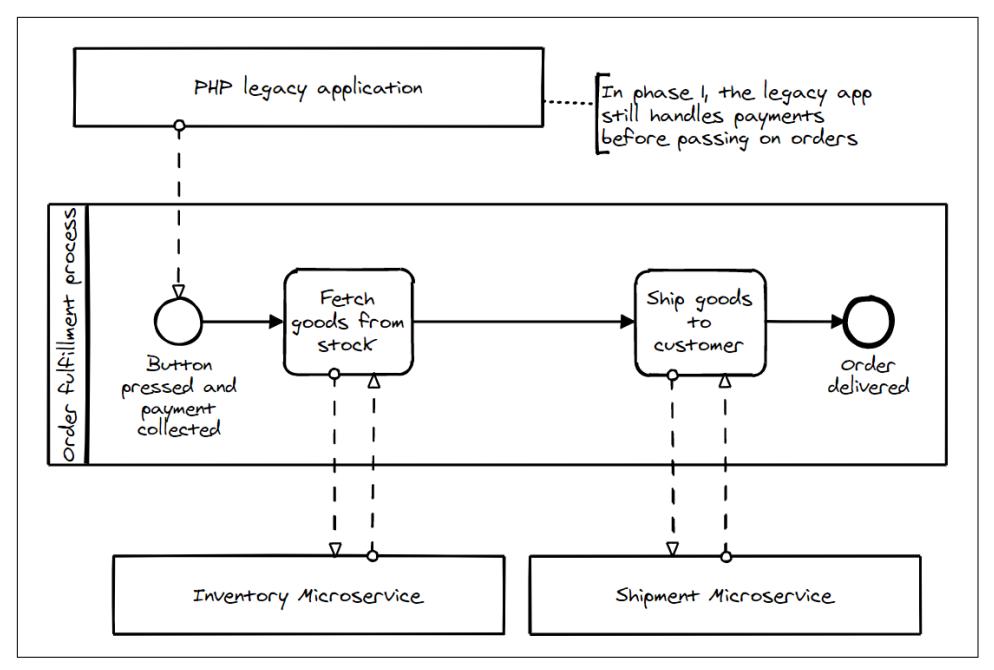 PHP legacy application
In phase 1, the legacy app
still handles payments
before passing on orders
Order fulfillment process
Button
pressed and
payment
collected
Fetch
goods from
stock
Ship goods
to
customer
Order
delivered
Inventory Microservice
Shipment Microservice